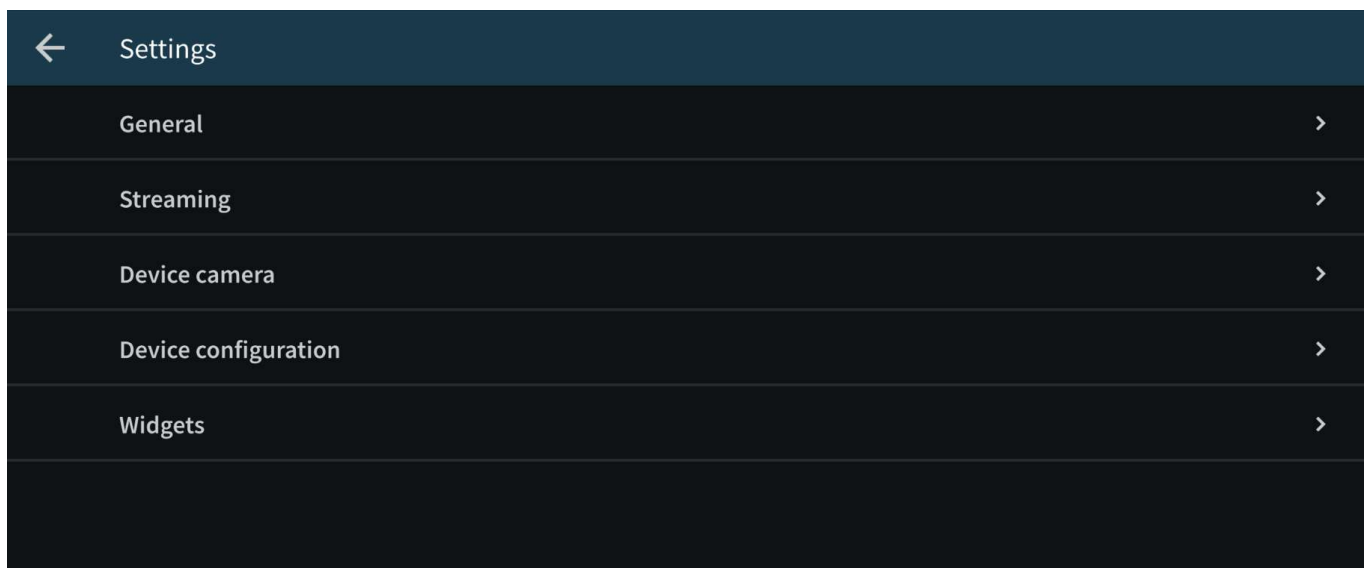 Settings
General
Streaming
Device camera
Device configuration
Widgets